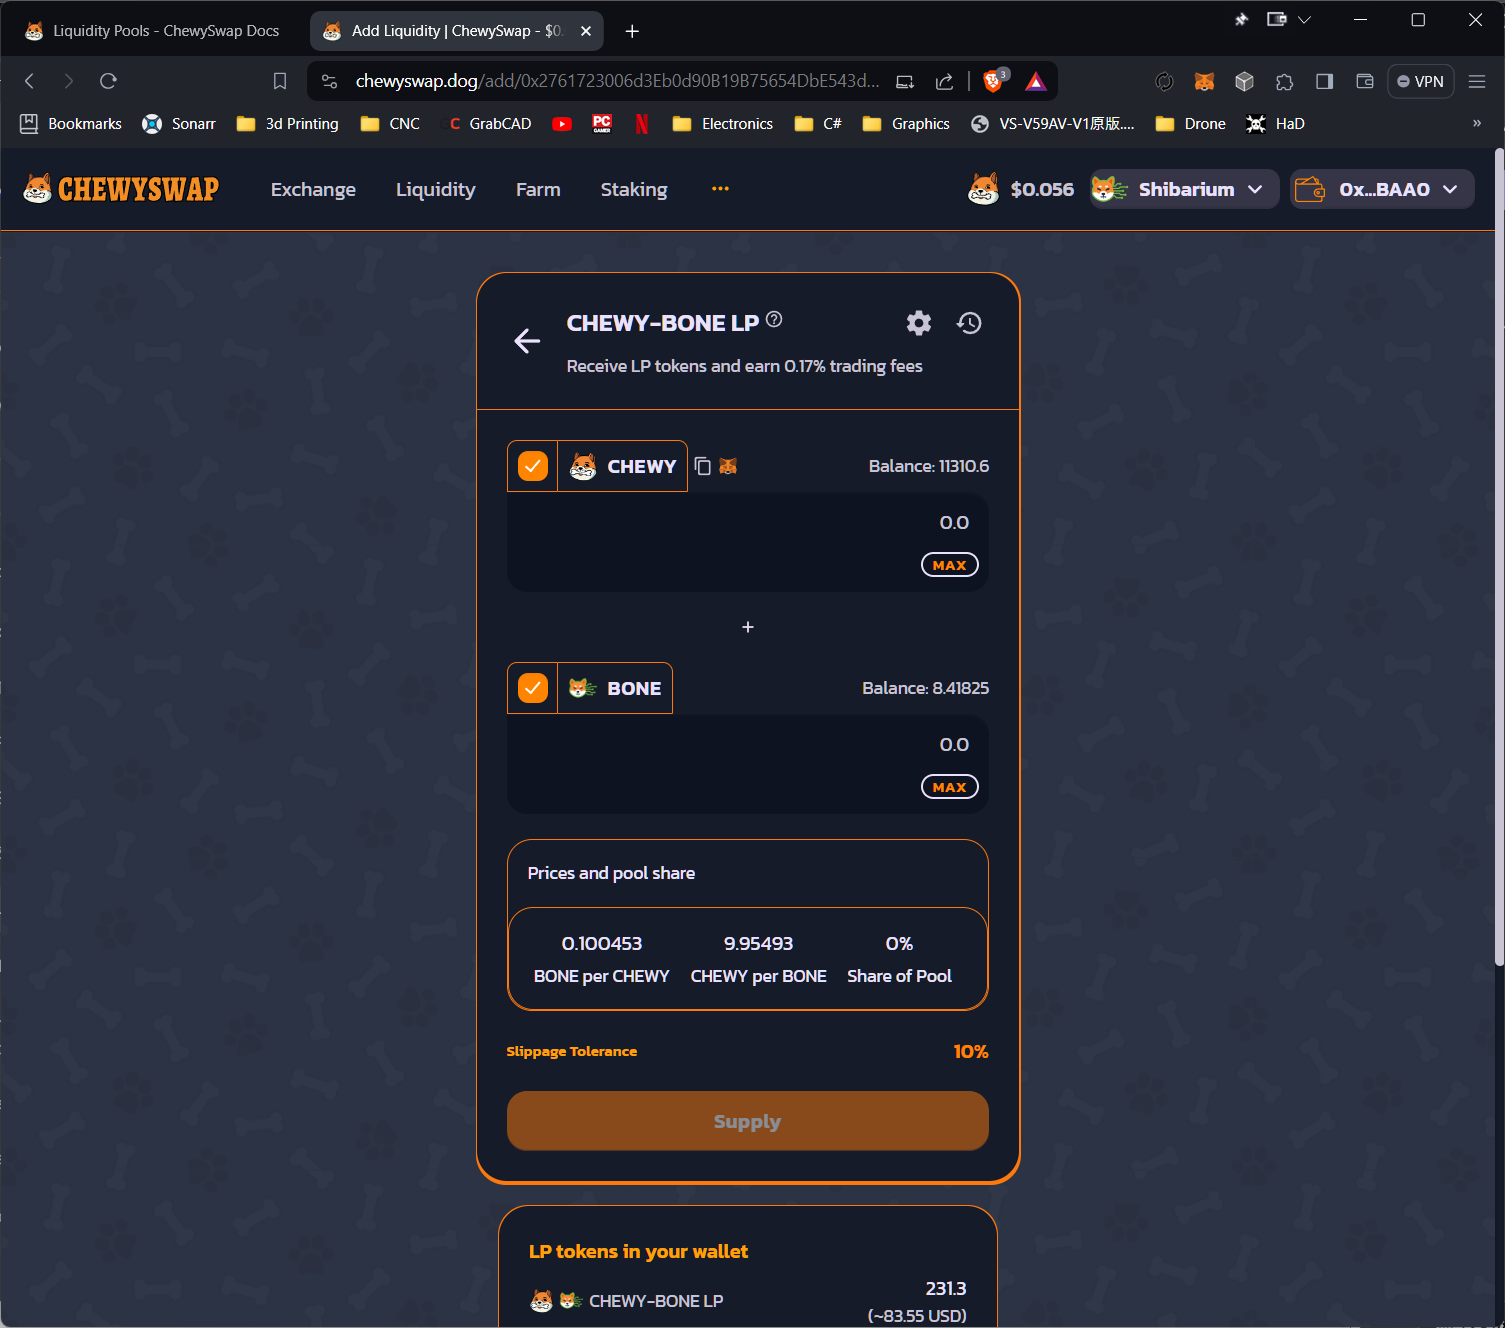 Liquidity Pools - ChewySwap Docs
Add Liquidity | ChewySwap - $0.
chewyswap.dog/add/0x2761723006d3Eb0d90B19B75654DbE543d...
3
VPN
Bookmarks Sonarr 3d Printing CNC C GrabCAD PC GAMER N Electronics C# Graphics VS-V59AV-V1原版.... Drone HaD »
CHEWYSWAP Exchange Liquidity Farm Staking ... $0.056 Shibarium 0x...BAA0
CHEWY-BONE LP ?
Receive LP tokens and earn 0.17% trading fees
CHEWY Balance: 11310.6
0.0
MAX
+
BONE Balance: 8.41825
0.0
MAX
Prices and pool share
0.100453 9.95493 0%
BONE per CHEWY CHEWY per BONE Share of Pool
Slippage Tolerance 10%
Supply
LP tokens in your wallet
CHEWY-BONE LP 231.3
(~83.55 USD)